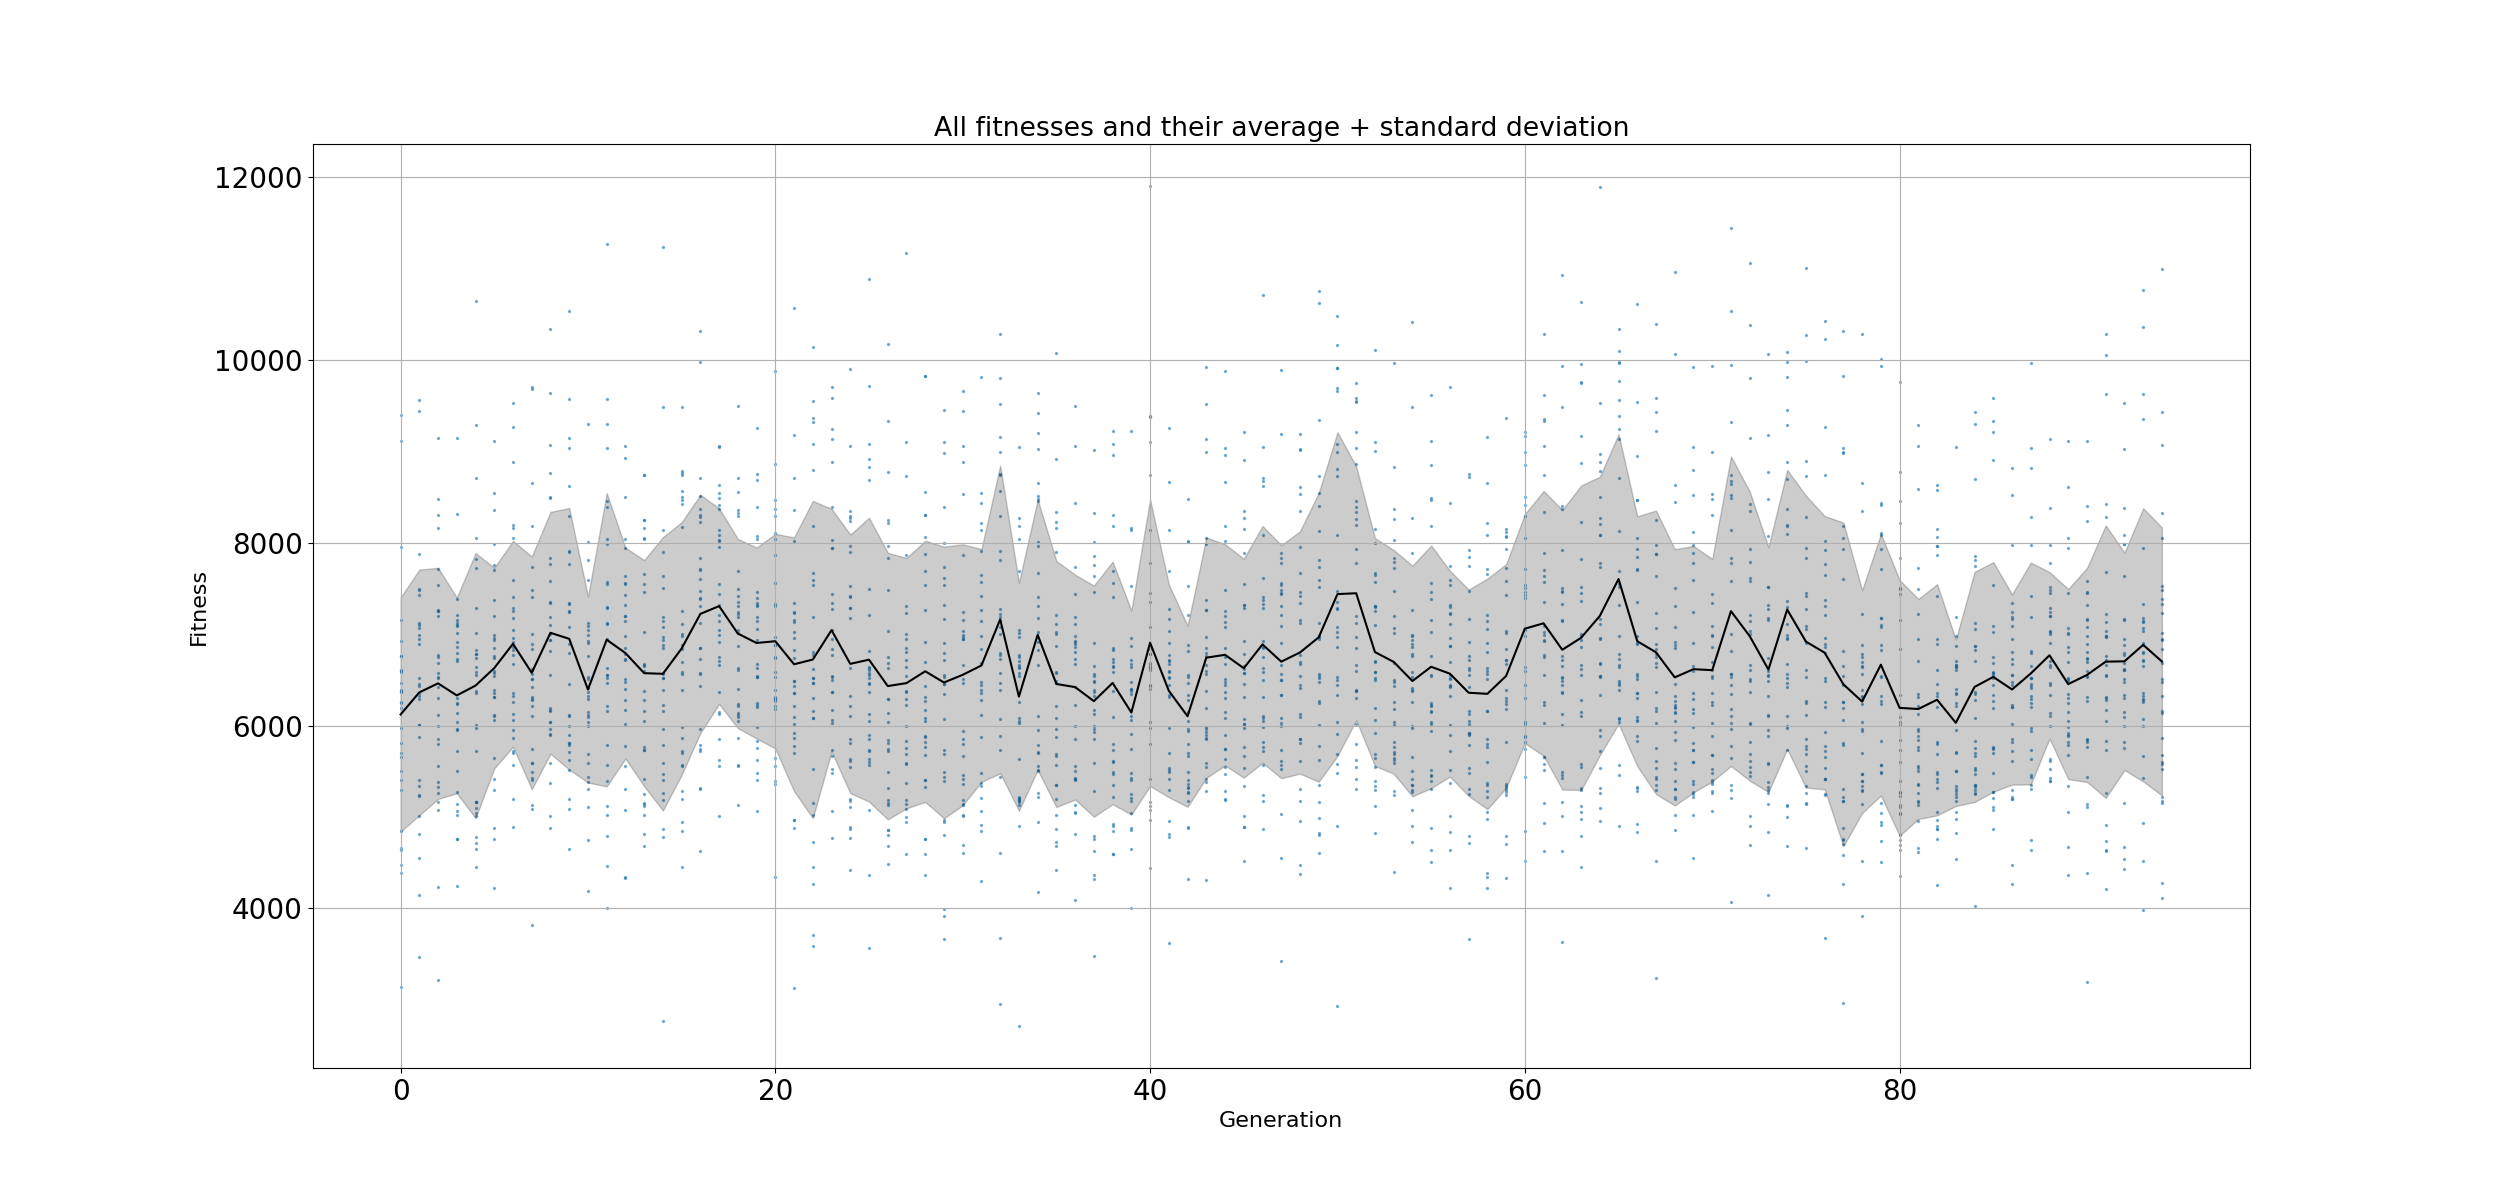 All fitnesses and their average + standard deviation
12000
10000
8000
6000
4000
Fitness
0 20 40 60 80
Generation